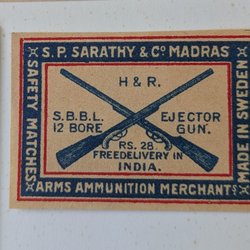 S. P. SARATHY & Co MADRAS
SAFETY MATCHES
H & R.
S.B.B.L. EJECTOR
12 BORE GUN.
RS. 28.
FREEDELIVERY IN
INDIA.
MADE IN SWEDEN
ARMS AMMUNITION MERCHANTS